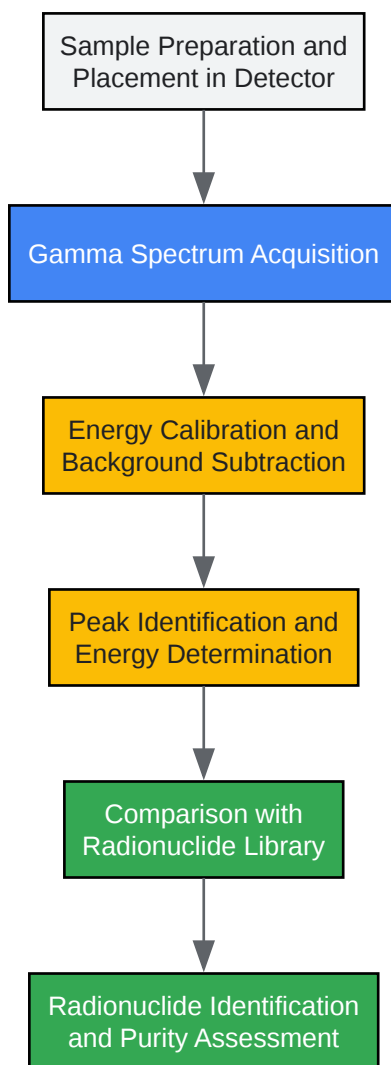 Sample Preparation and
Placement in Detector
Gamma Spectrum Acquisition
Energy Calibration and
Background Subtraction
Peak Identification and
Energy Determination
Comparison with
Radionuclide Library
Radionuclide Identification
and Purity Assessment